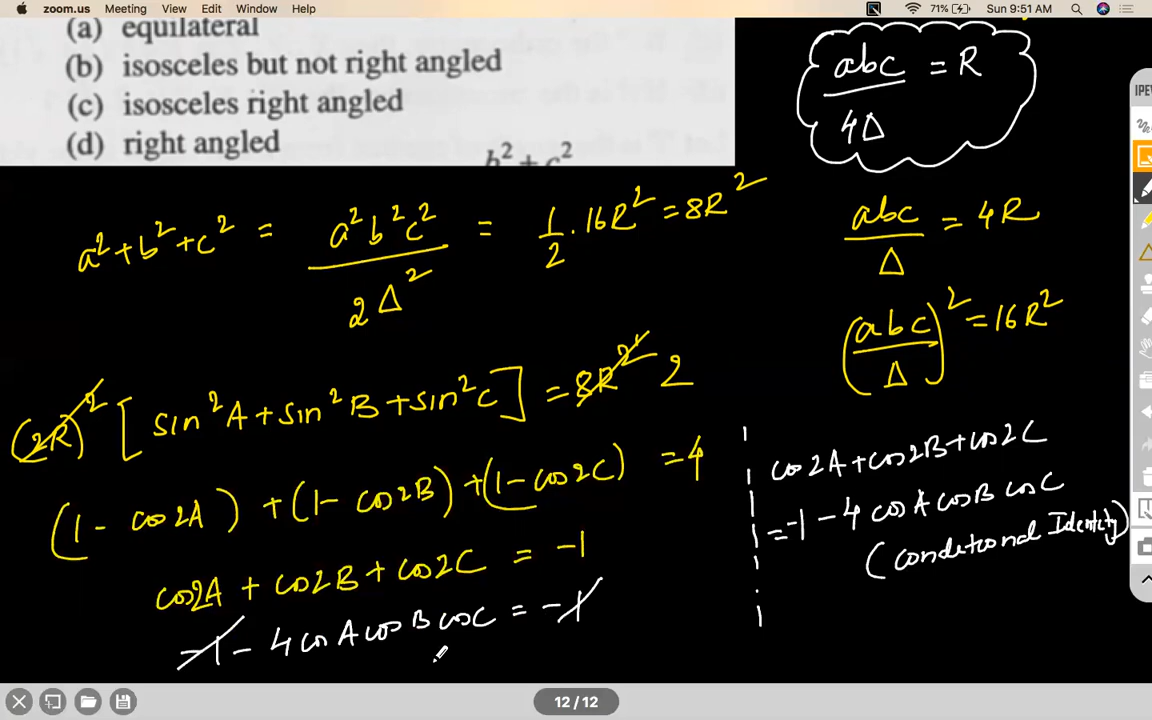 zoom.us Meeting View Edit Window Help 71% Sun 9:51 AM
(a) equilateral
(b) isosceles but not right angled
(c) isosceles right angled
(d) right angled
b² + c²
abc/4Δ = R
a² + b² + c² = a²b²c²/2Δ² = 1/2 . 16R² = 8R²
abc/Δ = 4R
(abc/Δ)² = 16R²
(2R)² [sin²A + sin²B + sin²C] = 8R² 2
(1 - cos2A) + (1 - cos2B) + (1 - cos2C) = 4
cos2A + cos2B + cos2C = -1
-1 - 4 cosA cosB cosC = -1
cos2A + cos2B + cos2C
= -1 - 4 cosA cosB cosC
(conditional Identity)
IPEV
12 / 12